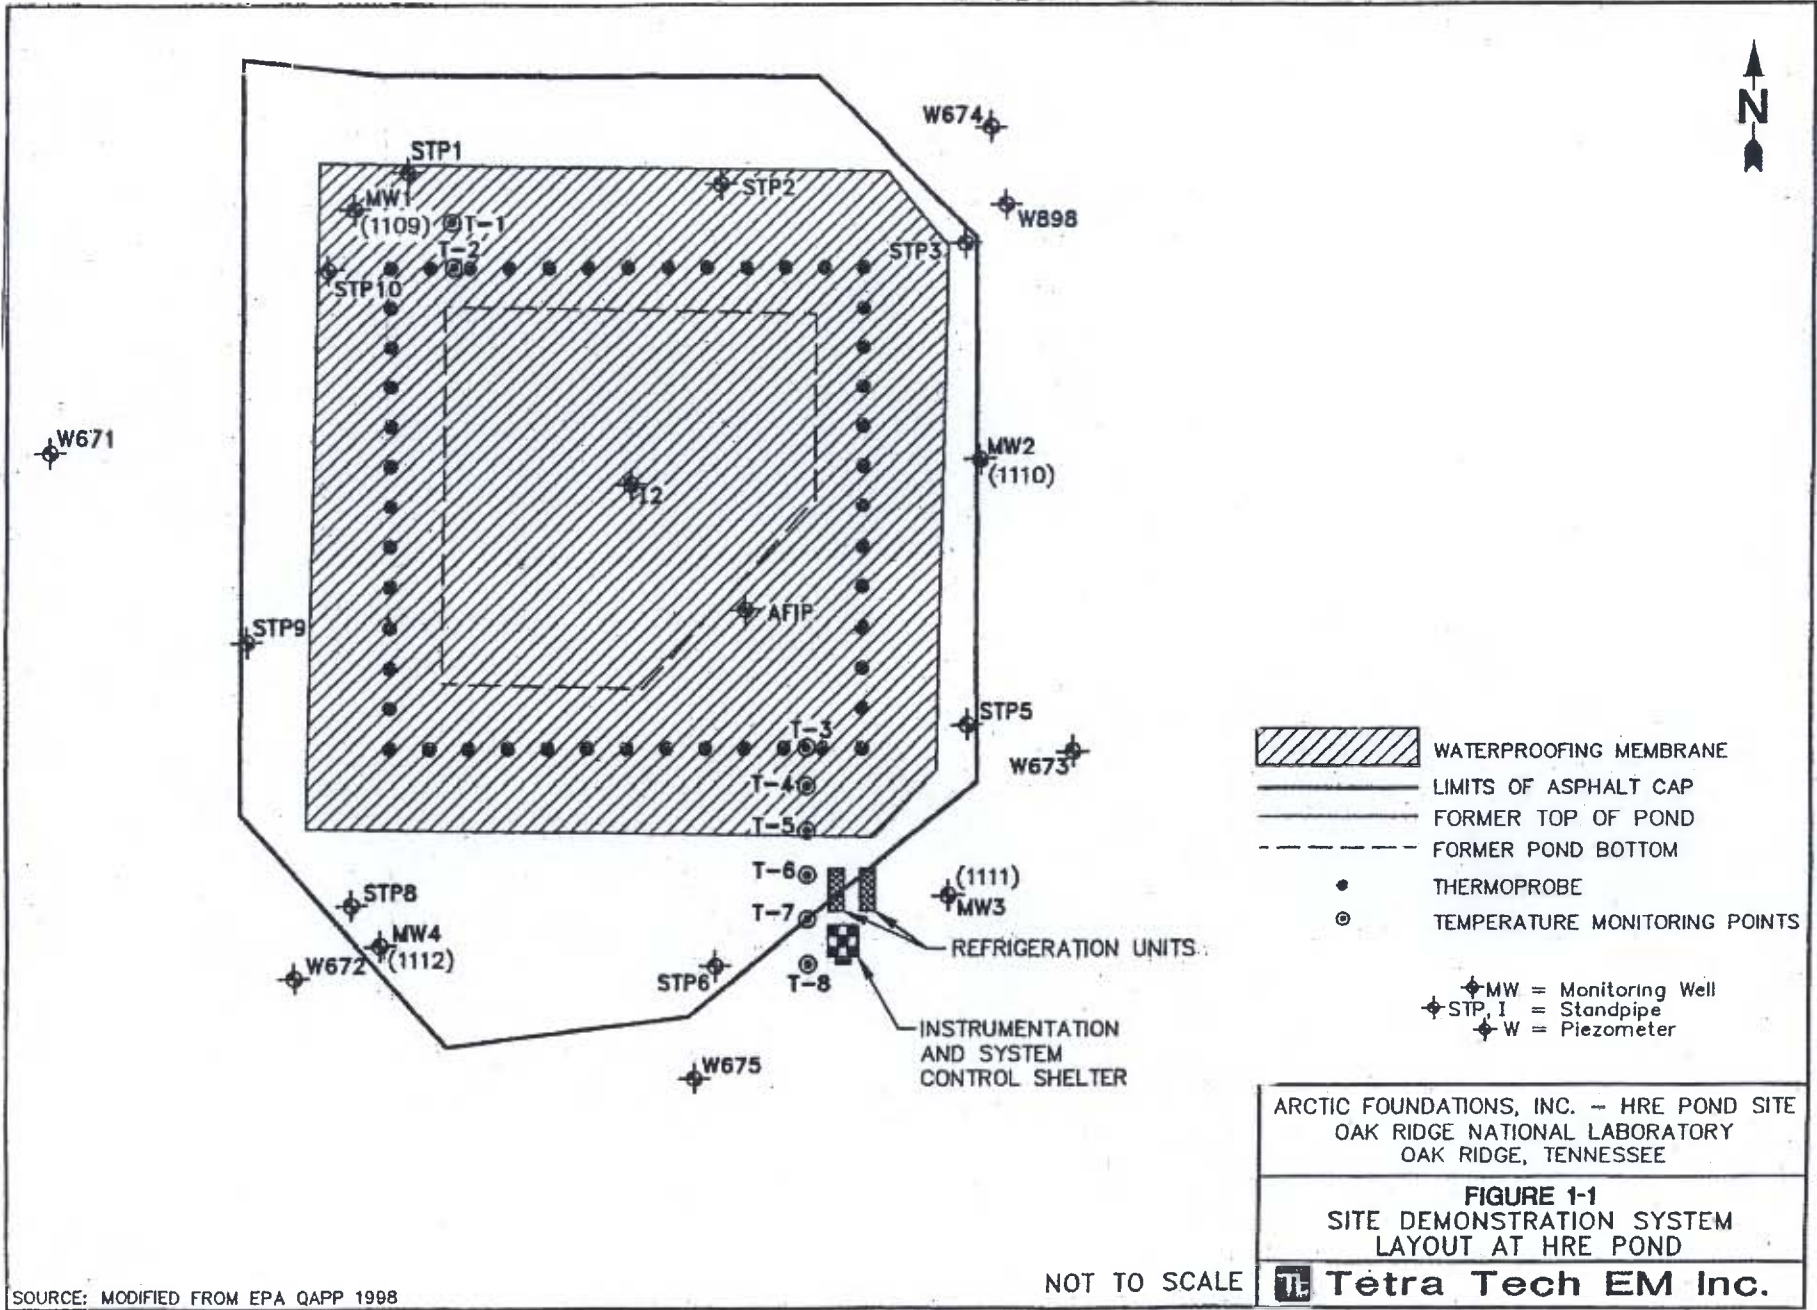 N
W674
STP1
STP2
MW1
(1109)
T-1
W898
T-2
STP3
STP10
W671
MW2
(1110)
I2
AFIP
STP9
STP5
T-3
W673
WATERPROOFING MEMBRANE
T-4
LIMITS OF ASPHALT CAP
FORMER TOP OF POND
T-5
FORMER POND BOTTOM
T-6
(1111)
MW3
THERMOPROBE
STP8
T-7
TEMPERATURE MONITORING POINTS
MW4
(1112)
REFRIGERATION UNITS
W672
STP6
T-8
MW = Monitoring Well
STP, I = Standpipe
W = Piezometer
INSTRUMENTATION
AND SYSTEM
CONTROL SHELTER
W675
ARCTIC FOUNDATIONS, INC. – HRE POND SITE
OAK RIDGE NATIONAL LABORATORY
OAK RIDGE, TENNESSEE
FIGURE 1-1
SITE DEMONSTRATION SYSTEM
LAYOUT AT HRE POND
NOT TO SCALE
Tetra Tech EM Inc.
SOURCE: MODIFIED FROM EPA QAPP 1998